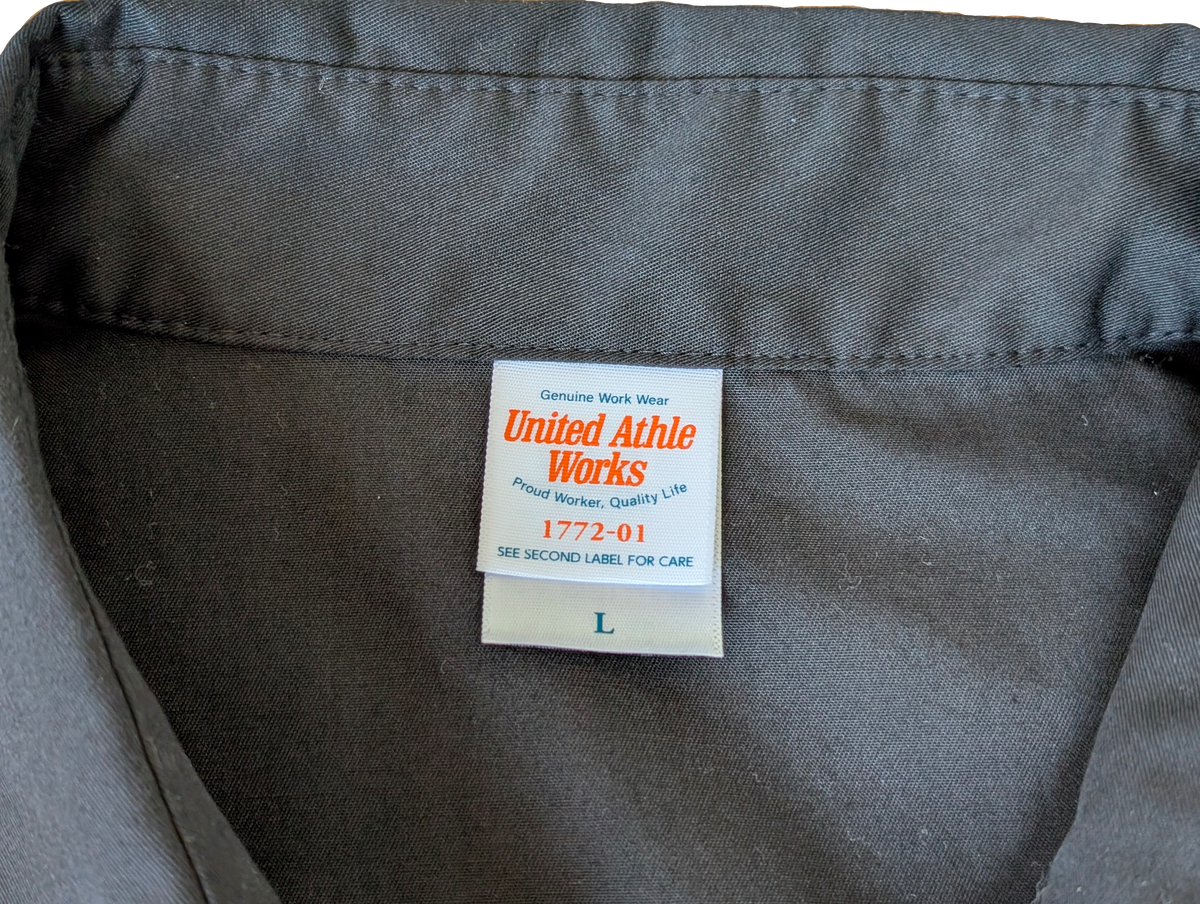 Genuine Work Wear
United Athle
Works
Proud Worker, Quality Life
1772-01
SEE SECOND LABEL FOR CARE
L